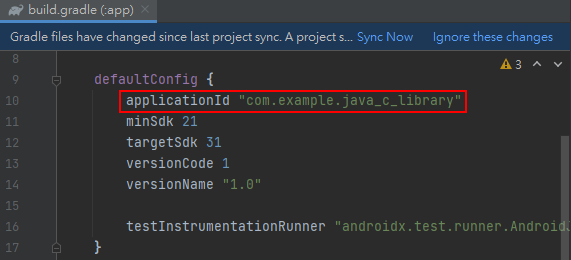 build.gradle (:app)
Gradle files have changed since last project sync. A project s... Sync Now Ignore these changes
8
9 defaultConfig { 3
10 applicationId "com.example.java_c_library"
11 minSdk 21
12 targetSdk 31
13 versionCode 1
14 versionName "1.0"
15
16 testInstrumentationRunner "androidx.test.runner.AndroidJ
17 }